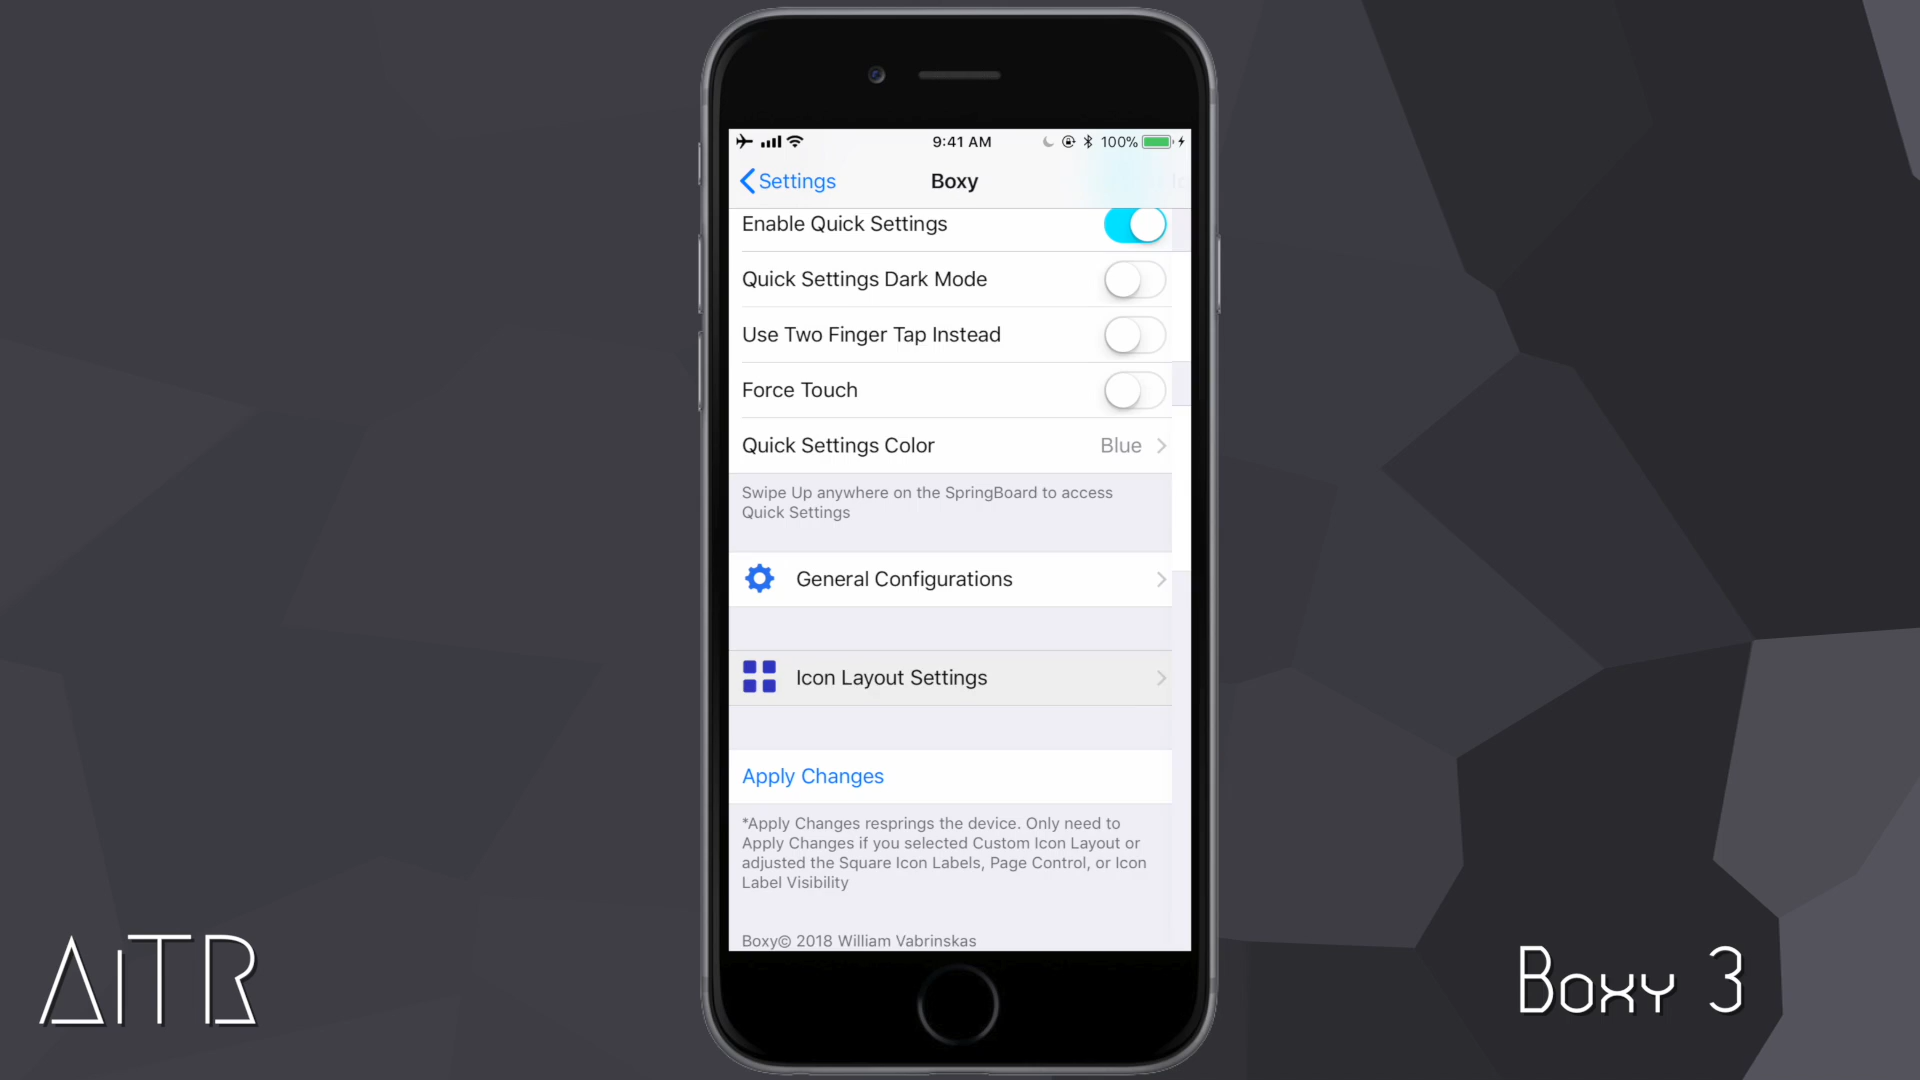 9:41 AM
100%
Settings
Boxy
Enable Quick Settings
Quick Settings Dark Mode
Use Two Finger Tap Instead
Force Touch
Quick Settings Color
Blue
Swipe Up anywhere on the SpringBoard to access
Quick Settings
General Configurations
Icon Layout Settings
Apply Changes
*Apply Changes resprings the device. Only need to
Apply Changes if you selected Custom Icon Layout or
adjusted the Square Icon Labels, Page Control, or Icon
Label Visibility
Boxy© 2018 William Vabrinskas
AiTR
Boxy 3